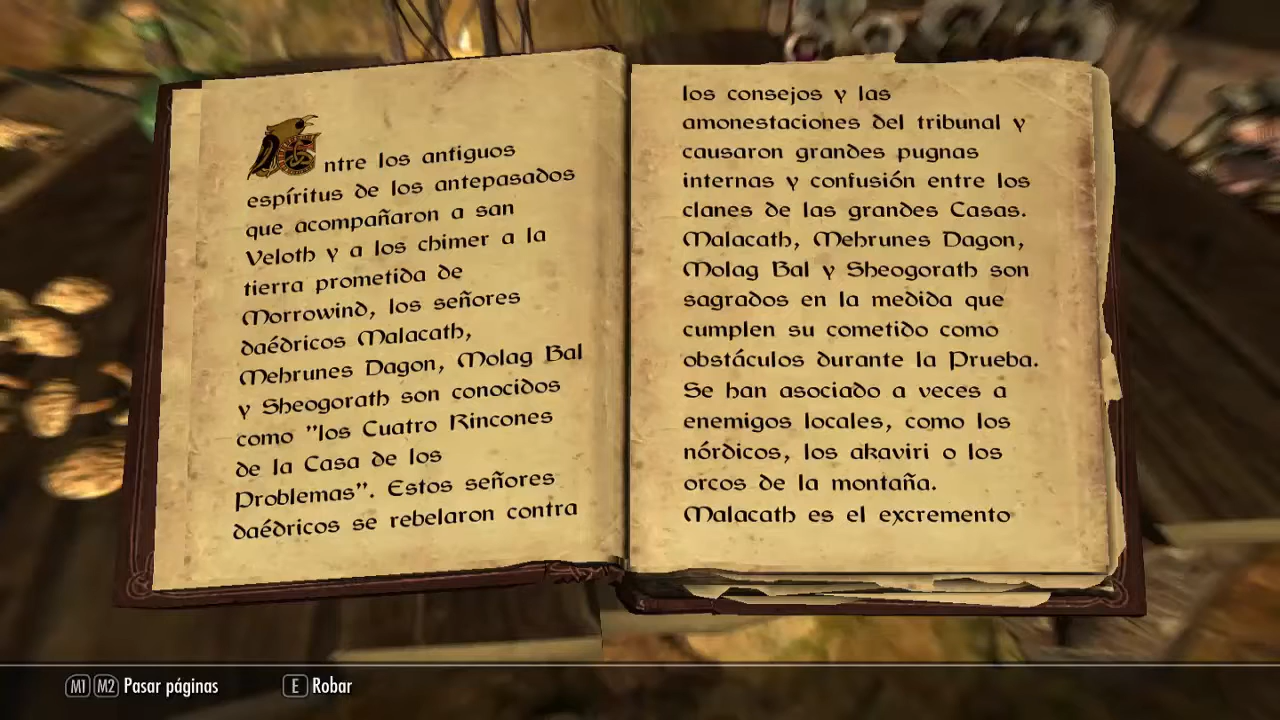 Entre los antiguos
espíritus de los antepasados
que acompañaron a san
Veloth y a los chimer a la
tierra prometida de
Morrowind, los señores
daédricos Malacath,
Mehrunes Dagon, Molag Bal
y Sheogorath son conocidos
como "los Cuatro Rincones
de la Casa de los
Problemas". Estos señores
daédricos se rebelaron contra
los consejos y las
amonestaciones del tribunal y
causaron grandes pugnas
internas y confusión entre los
clanes de las grandes Casas.
Malacath, Mehrunes Dagon,
Molag Bal y Sheogorath son
sagrados en la medida que
cumplen su cometido como
obstáculos durante la Prueba.
Se han asociado a veces a
enemigos locales, como los
nórdicos, los akaviri o los
orcos de la montaña.
Malacath es el excremento
M1 M2 Pasar páginas E Robar